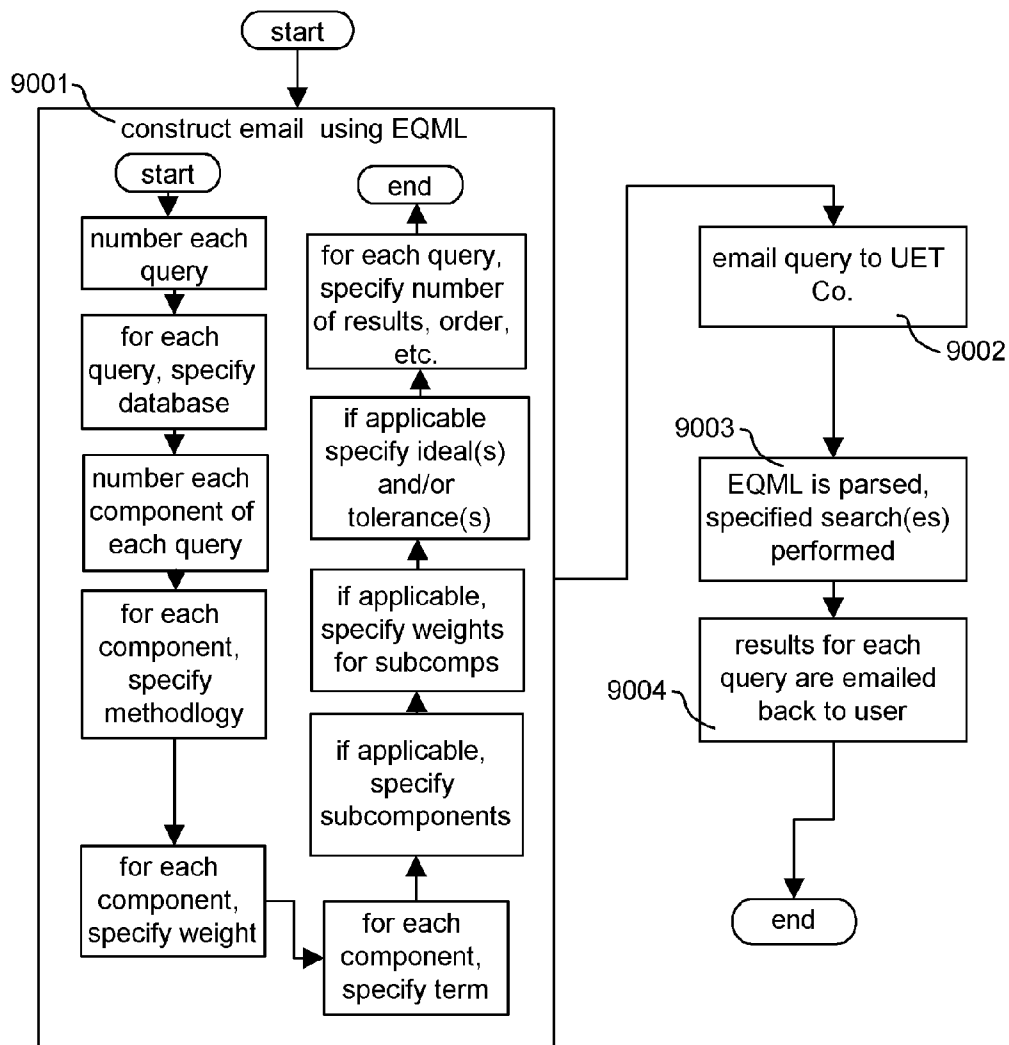 start
9001
construct email using EQML
start
number each
query
for each
query, specify
database
number each
component of
each query
for each
component,
specify
methodlogy
for each
component,
specify weight
for each
component,
specify term
if applicable,
specify
subcomponents
if applicable,
specify weights
for subcomps
if applicable
specify ideal(s)
and/or
tolerance(s)
for each query,
specify number
of results, order,
etc.
end
email query to UET
Co.
9002
9003
EQML is parsed,
specified search(es)
performed
results for each
query are emailed
back to user
9004
end